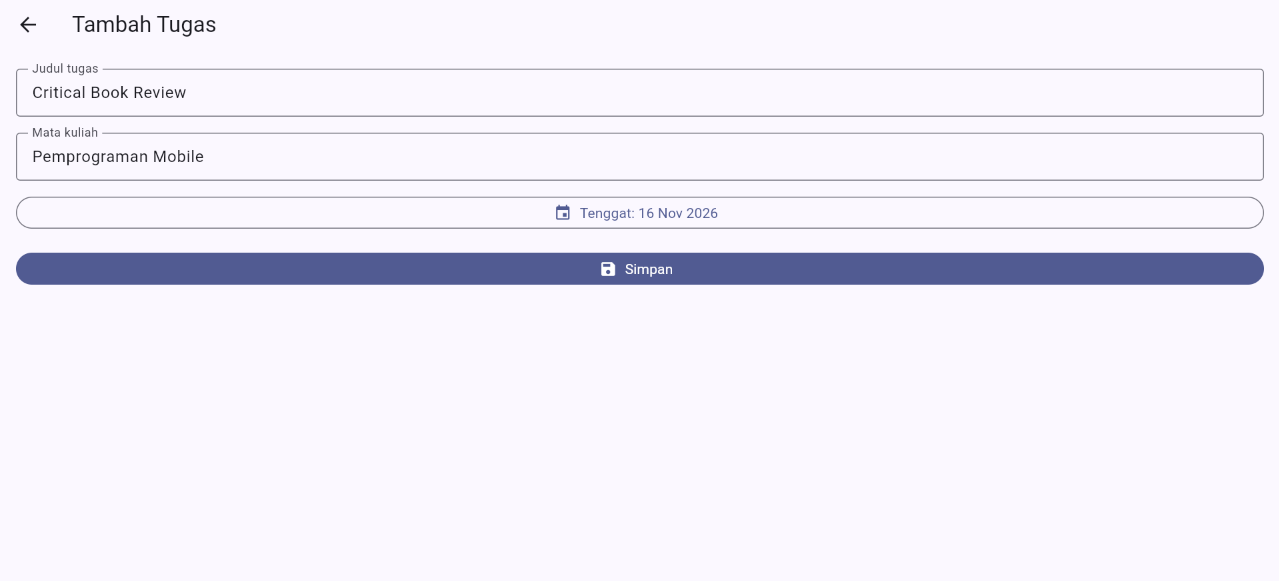 Tambah Tugas
Judul tugas
Critical Book Review
Mata kuliah
Pemprograman Mobile
Tenggat: 16 Nov 2026
Simpan